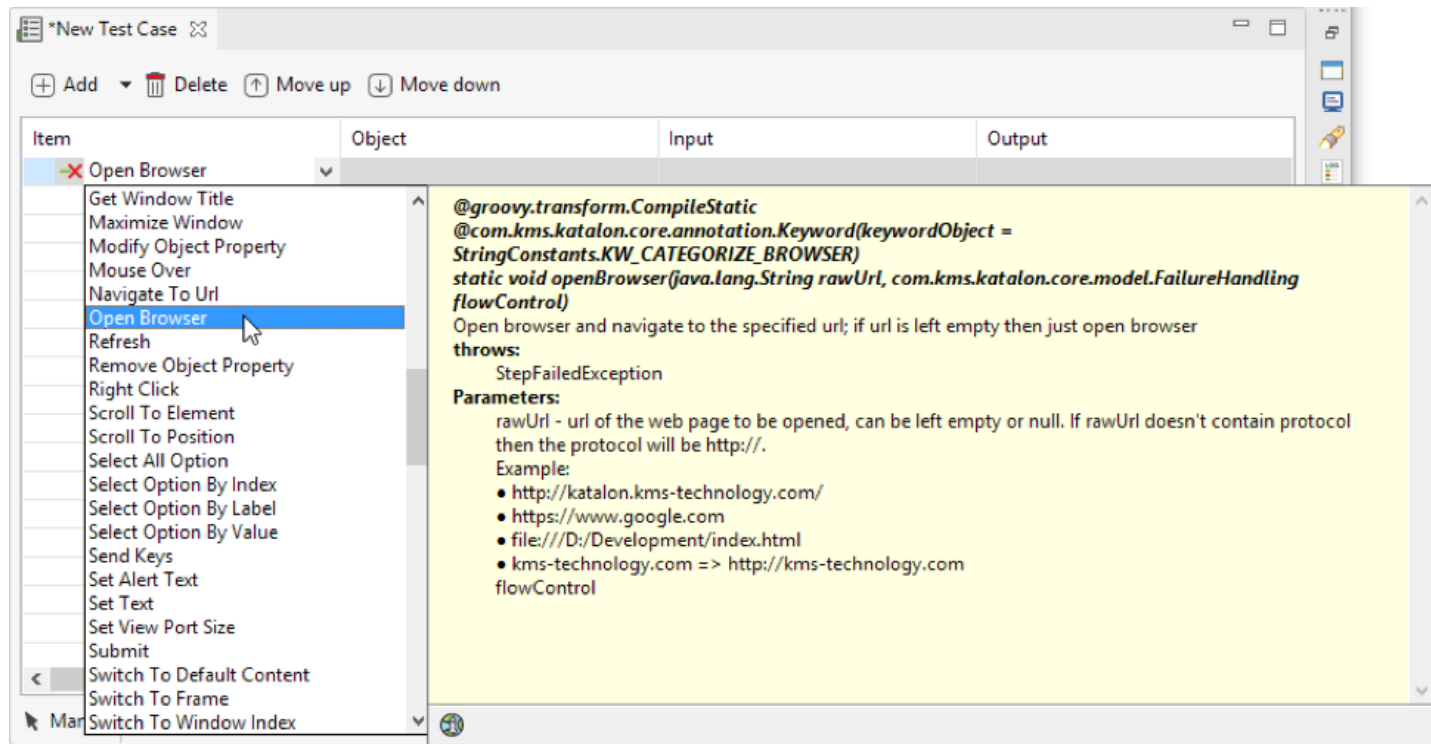 *New Test Case
Add Delete Move up Move down
Item Object Input Output
Open Browser
Get Window Title
Maximize Window
Modify Object Property
Mouse Over
Navigate To Url
Open Browser
Refresh
Remove Object Property
Right Click
Scroll To Element
Scroll To Position
Select All Option
Select Option By Index
Select Option By Label
Select Option By Value
Send Keys
Set Alert Text
Set Text
Set View Port Size
Submit
Switch To Default Content
Switch To Frame
Switch To Window Index
@groovy.transform.CompileStatic
@com.kms.katalon.core.annotation.Keyword(keywordObject =
StringConstants.KW_CATEGORIZE_BROWSER)
static void openBrowser(java.lang.String rawUrl, com.kms.katalon.core.model.FailureHandling
flowControl)
Open browser and navigate to the specified url; if url is left empty then just open browser
throws:
StepFailedException
Parameters:
rawUrl - url of the web page to be opened, can be left empty or null. If rawUrl doesn't contain protocol
then the protocol will be http://.
Example:
● http://katalon.kms-technology.com/
● https://www.google.com
● file:///D:/Development/index.html
● kms-technology.com => http://kms-technology.com
flowControl
Mar
LOG